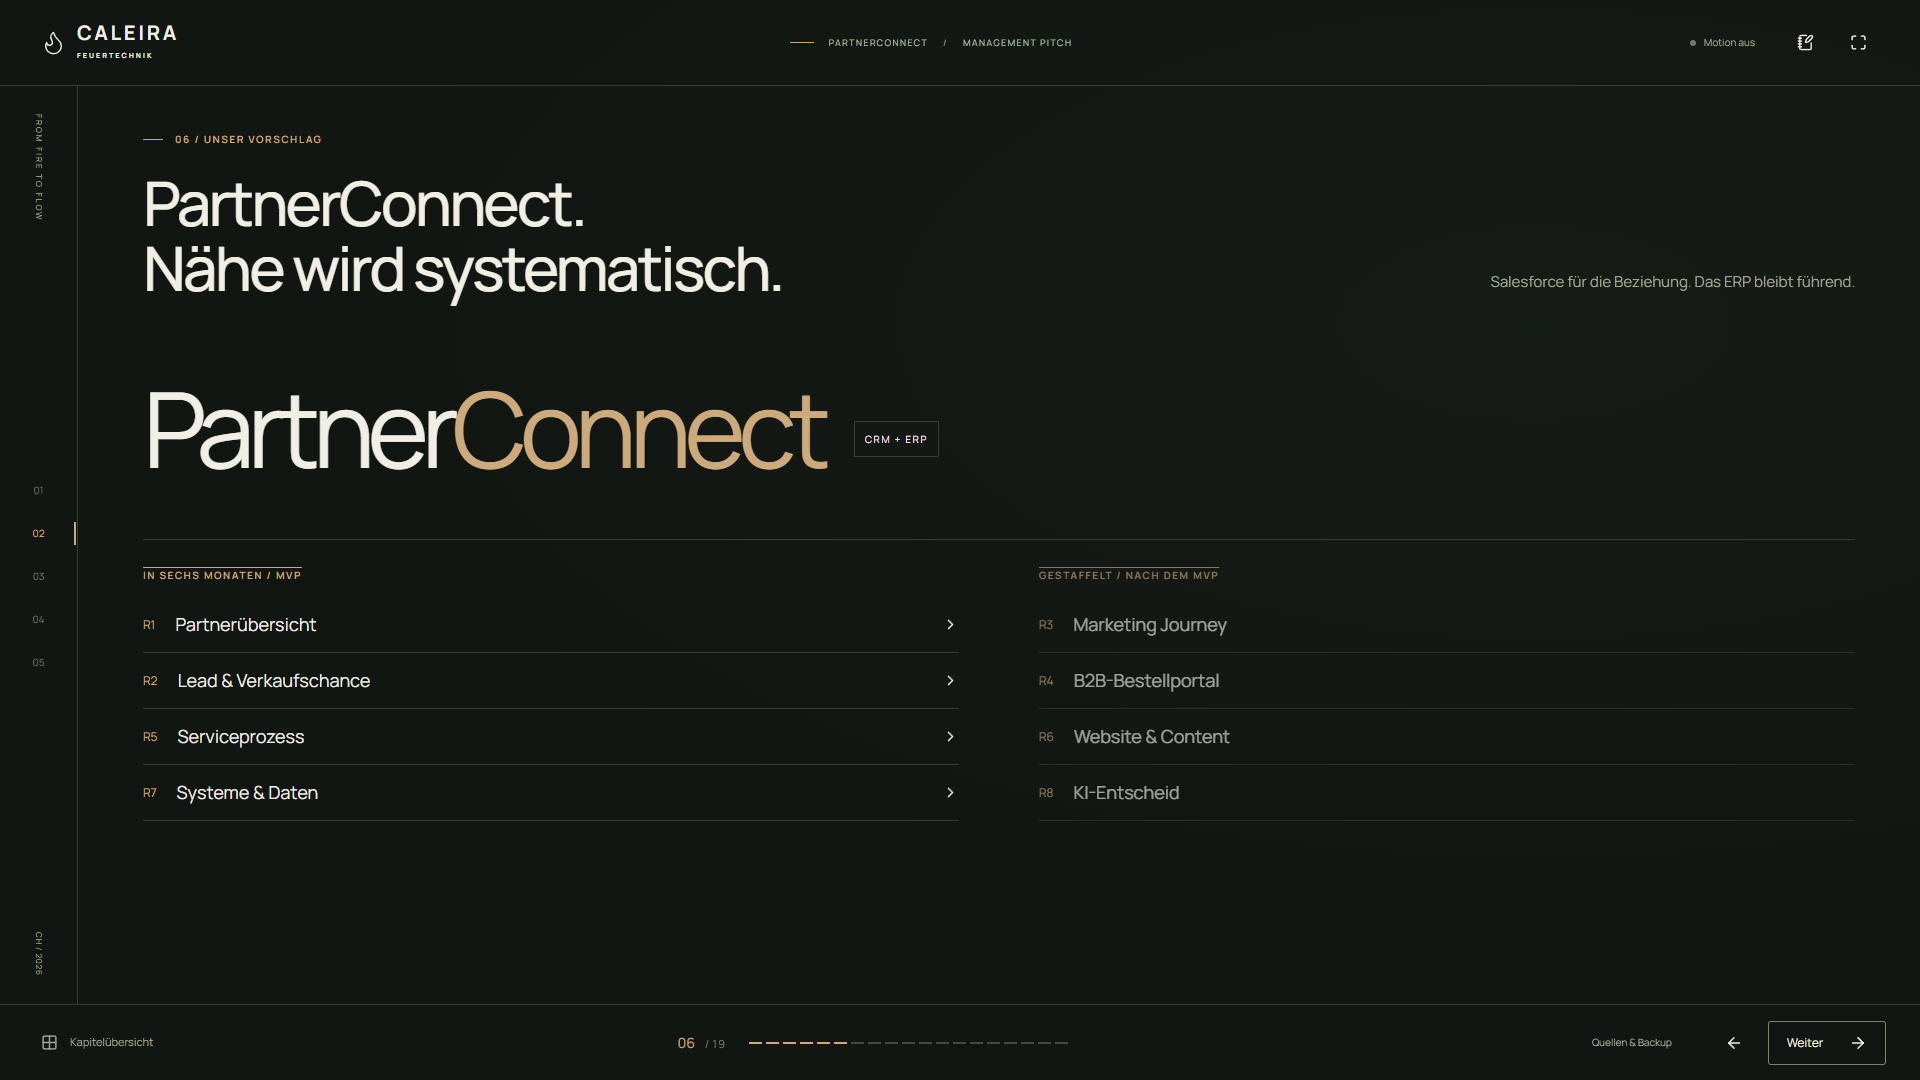 CALEIRA
FEUERTECHNIK
PARTNERCONNECT / MANAGEMENT PITCH
Motion aus
FROM FIRE TO FLOW
06 / UNSER VORSCHLAG
PartnerConnect.
Nähe wird systematisch.
Salesforce für die Beziehung. Das ERP bleibt führend.
PartnerConnect
CRM + ERP
01
02
03
04
05
IN SECHS MONATEN / MVP
R1 Partnerübersicht
R2 Lead & Verkaufschance
R5 Serviceprozess
R7 Systeme & Daten
GESTAFFELT / NACH DEM MVP
R3 Marketing Journey
R4 B2B-Bestellportal
R6 Website & Content
R8 KI-Entscheid
CH / 2026
Kapitelübersicht
06 / 19
Quellen & Backup
Weiter